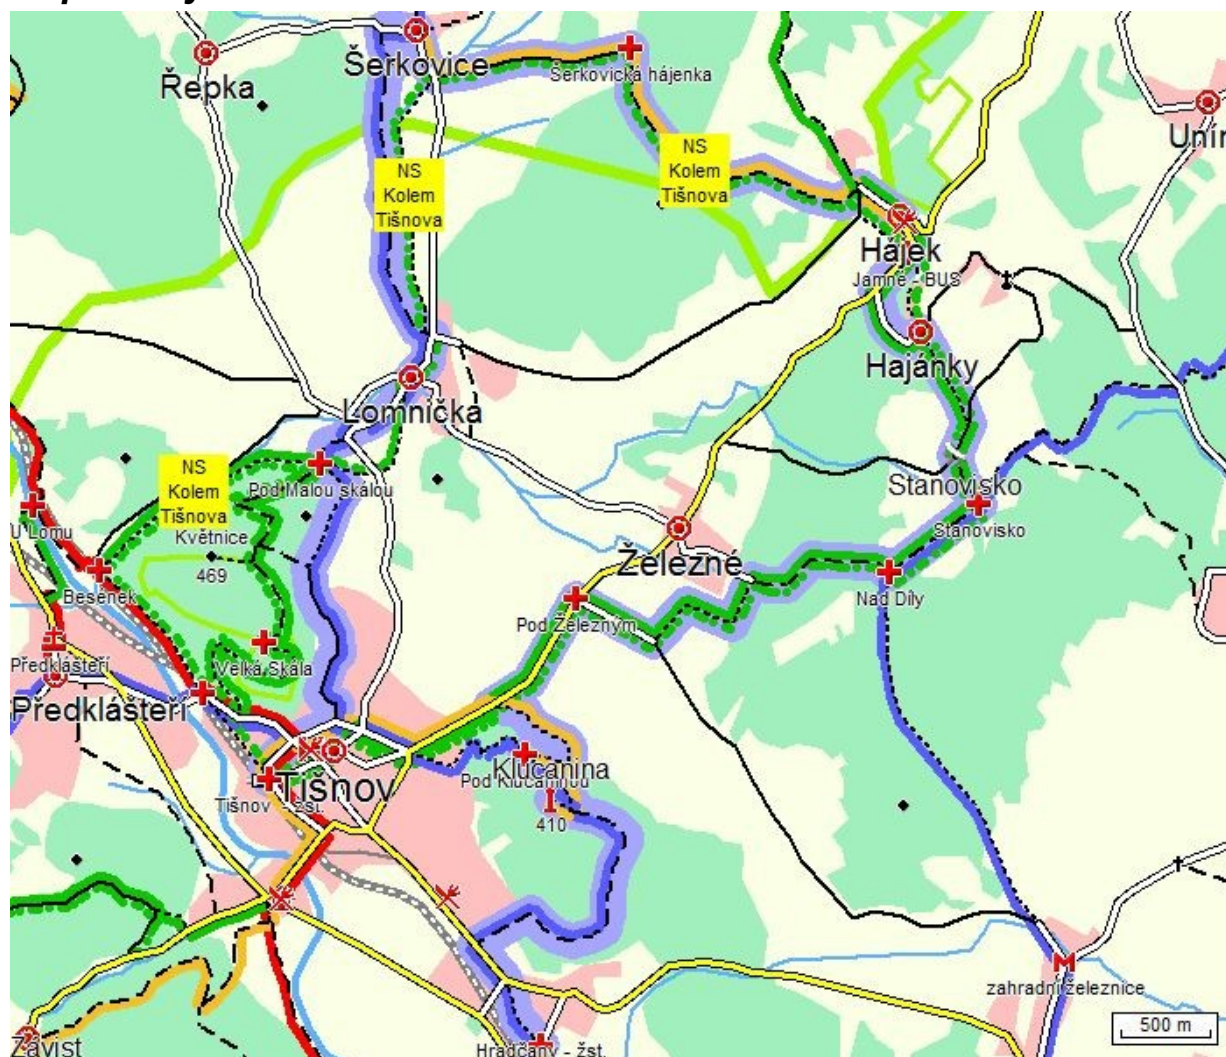 Šerkovice
Řepka
Šerkovická hájenka
Unín
NS
Kolem
Tišnova
NS
Kolem
Tišnova
Hájek
Jamné - BUS
Hajánky
Lomnička
NS
Kolem
Tišnova
Pod Malou skálou
Květnice
469
U Lomu
Stanovisko
Stanovisko
Železné
Besének
Nad Díly
Pod Železným
Předklášteří
Velká Skála
Předklášteří
Klucanina
Pod Klucaninou
Tišnov
Tišnov - žst.
410
zahradní železnice
500 m
Závist
Hradčany - žst.